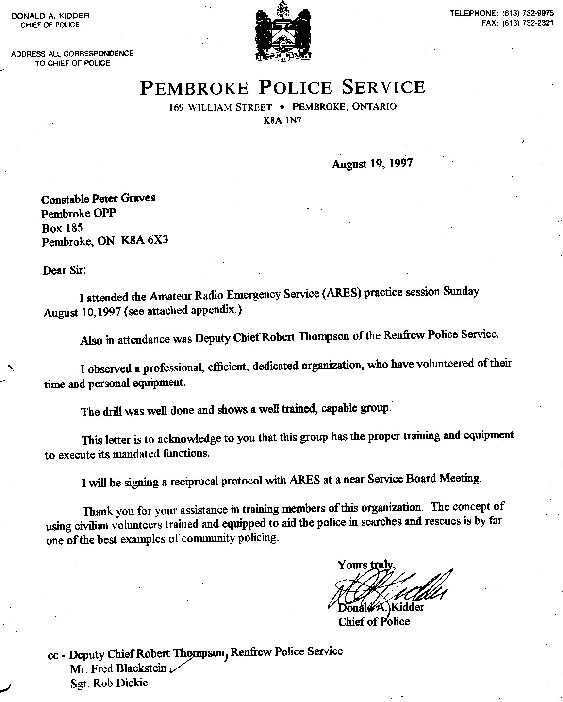 DONALD A. KIDDER
CHIEF OF POLICE
ADDRESS ALL CORRESPONDENCE
TO CHIEF OF POLICE
TELEPHONE: (613) 732-9975
FAX: (613) 732-2321
PEMBROKE POLICE SERVICE
169 WILLIAM STREET • PEMBROKE, ONTARIO
K8A 1N7
August 19, 1997
Constable Peter Graves
Pembroke OPP
Box 185
Pembroke, ON K8A 6X3
Dear Sir:
I attended the Amateur Radio Emergency Service (ARES) practice session Sunday
August 10,1997 (see attached appendix.)
Also in attendance was Deputy Chief Robert Thompson of the Renfrew Police Service.
I observed a professional, efficient, dedicated organization, who have volunteered of their
time and personal equipment.
The drill was well done and shows a well trained, capable group.
This letter is to acknowledge to you that this group has the proper training and equipment
to execute its mandated functions.
I will be signing a reciprocal protocol with ARES at a near Service Board Meeting.
Thank you for your assistance in training members of this organization. The concept of
using civilian volunteers trained and equipped to aid the police in searches and rescues is by far
one of the best examples of community policing.
Yours truly,
Donald A. Kidder
Chief of Police
cc - Deputy Chief Robert Thompson, Renfrew Police Service
Mr. Fred Blackstein
Sgt. Rob Dickie